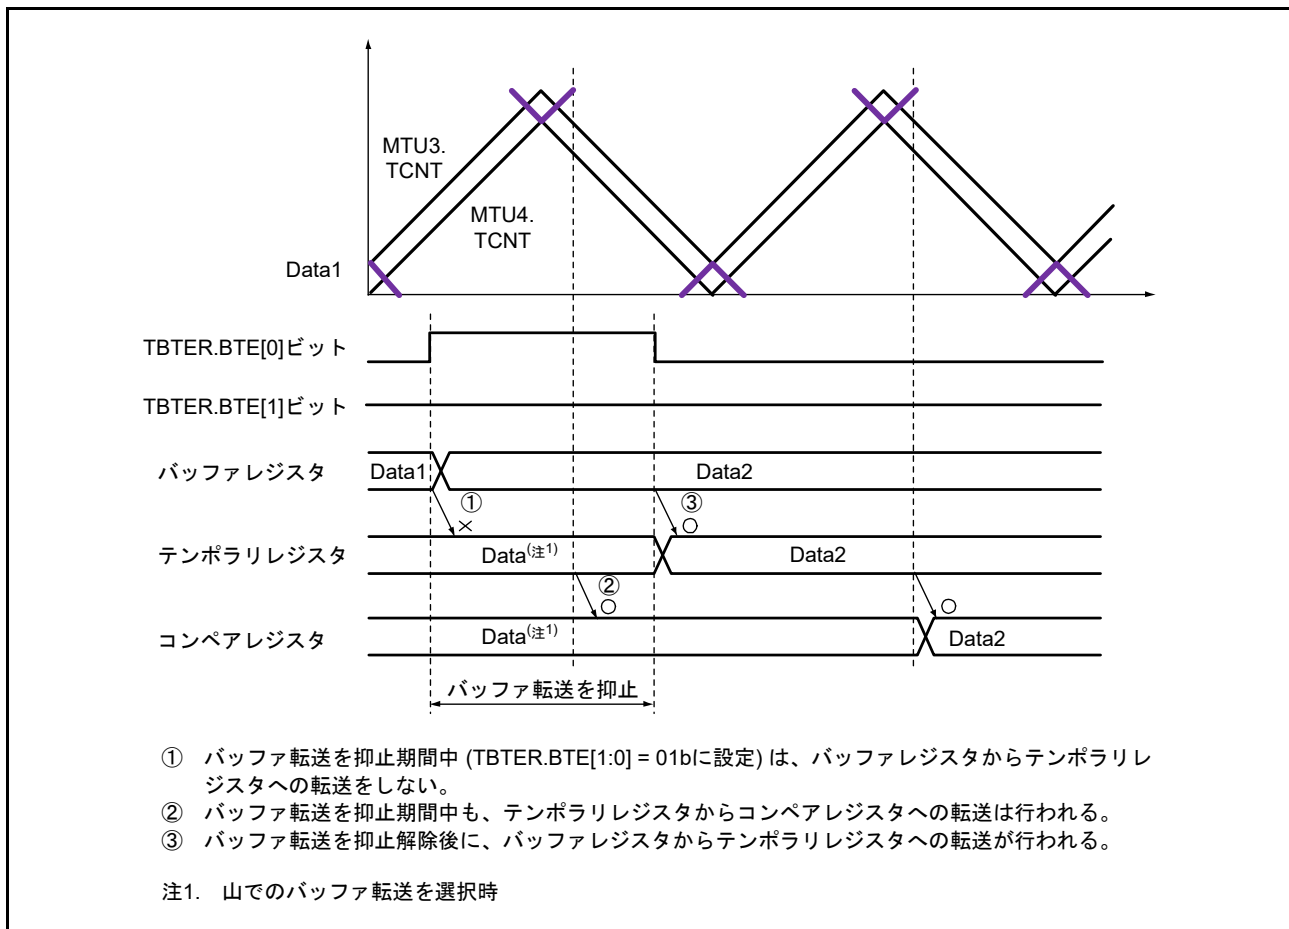 MTU3.
TCNT
MTU4.
TCNT
Data1
TBTER.BTE[0]ビット
TBTER.BTE[1]ビット
バッファレジスタ Data1 Data2
① ③
× ○
テンポラリレジスタ Data(注1) Data2
②
○ ○
コンペアレジスタ Data(注1) Data2
バッファ転送を抑止
① バッファ転送を抑止期間中 (TBTER.BTE[1:0] = 01bに設定) は、バッファレジスタからテンポラリレ
ジスタへの転送をしない。
② バッファ転送を抑止期間中も、テンポラリレジスタからコンペアレジスタへの転送は行われる。
③ バッファ転送を抑止解除後に、バッファレジスタからテンポラリレジスタへの転送が行われる。
注1. 山でのバッファ転送を選択時